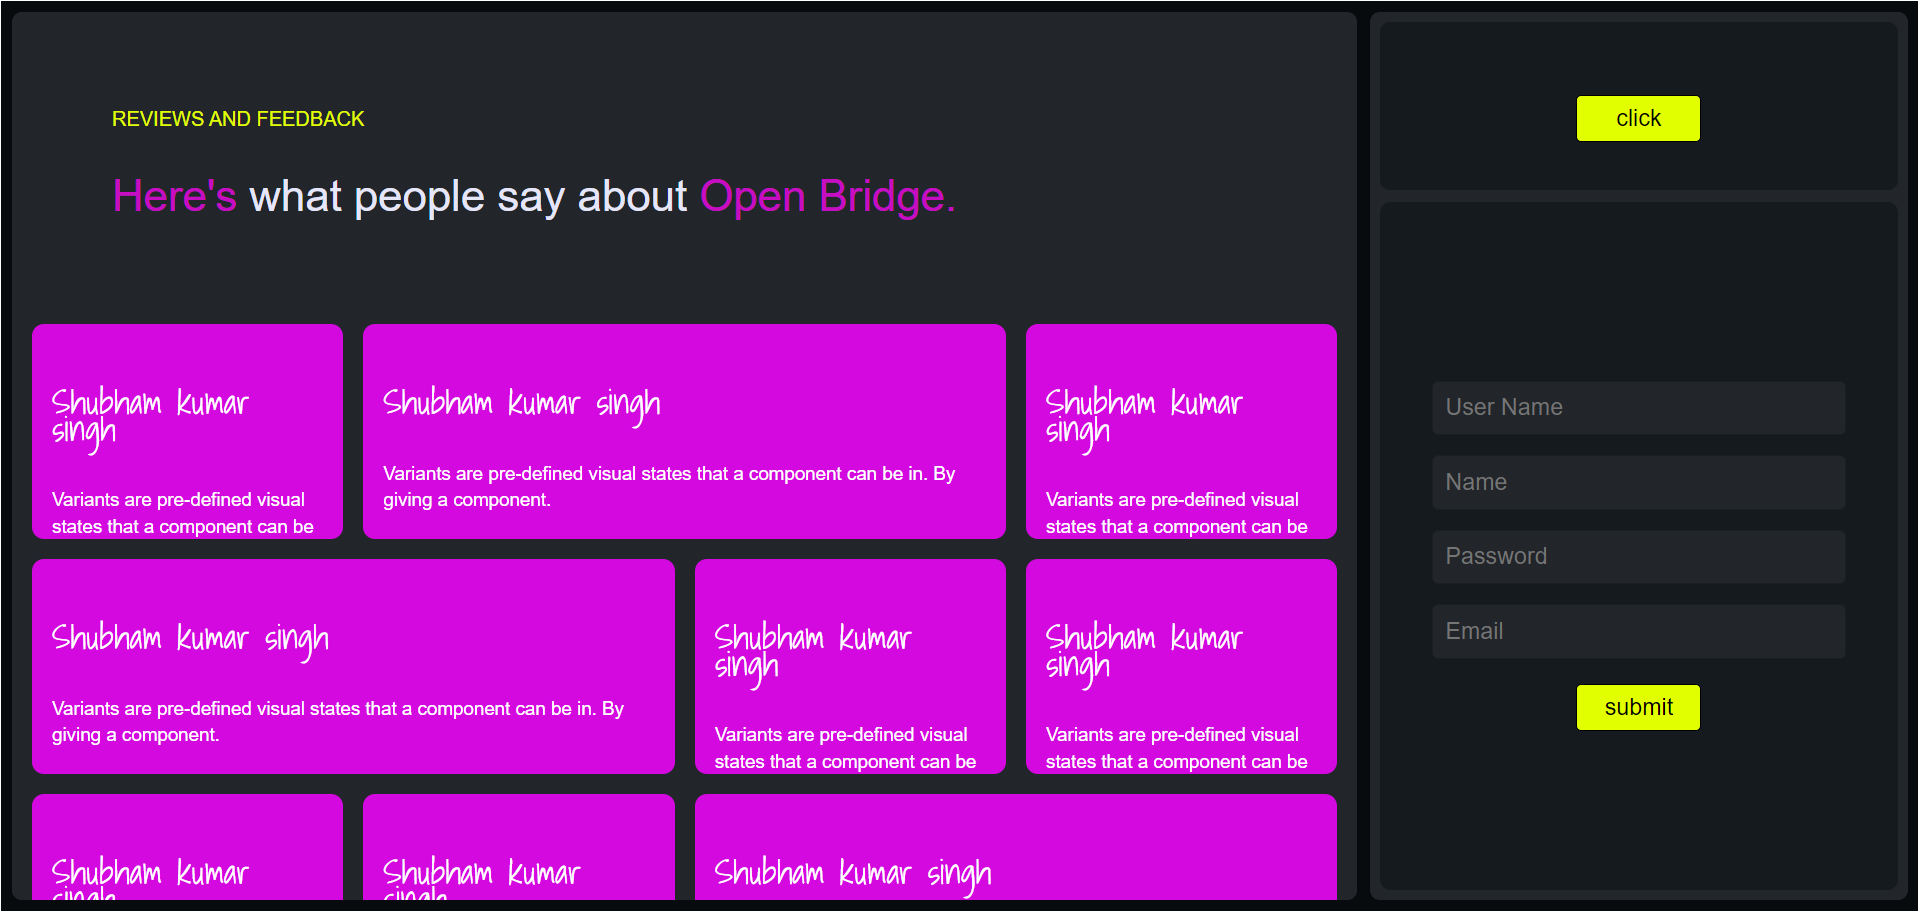 REVIEWS AND FEEDBACK
Here's what people say about Open Bridge.
Shubham kumar
singh
Variants are pre-defined visual
states that a component can be
Shubham kumar singh
Variants are pre-defined visual states that a component can be in. By
giving a component.
Shubham kumar
singh
Variants are pre-defined visual
states that a component can be
Shubham kumar singh
Variants are pre-defined visual states that a component can be in. By
giving a component.
Shubham kumar
singh
Variants are pre-defined visual
states that a component can be
Shubham kumar
singh
Variants are pre-defined visual
states that a component can be
Shubham kumar
singh
Shubham kumar
singh
Shubham kumar singh
click
User Name
Name
Password
Email
submit